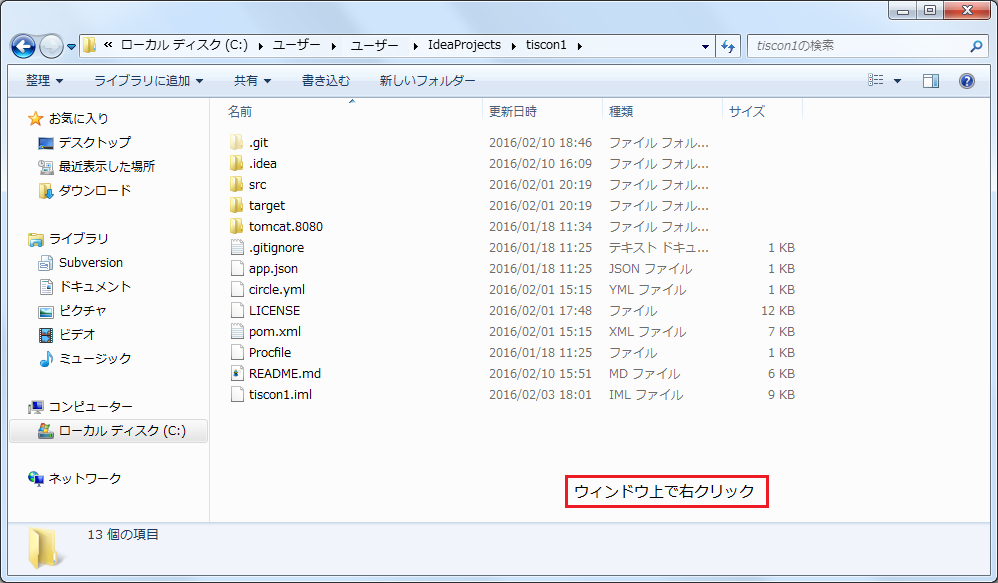 « ローカル ディスク (C:) ▸ ユーザー ▸ ユーザー ▸ IdeaProjects ▸ tiscon1 ▸
tiscon1の検索
整理 ライブラリに追加 共有 書き込む 新しいフォルダー
名前 更新日時 種類 サイズ
お気に入り
デスクトップ
最近表示した場所
ダウンロード
ライブラリ
Subversion
ドキュメント
ピクチャ
ビデオ
ミュージック
コンピューター
ローカル ディスク (C:)
ネットワーク
.git 2016/02/10 18:46 ファイル フォル...
.idea 2016/02/10 16:09 ファイル フォル...
src 2016/02/01 20:19 ファイル フォル...
target 2016/02/01 20:19 ファイル フォル...
tomcat.8080 2016/01/18 11:34 ファイル フォル...
.gitignore 2016/01/18 11:25 テキスト ドキュ... 1 KB
app.json 2016/01/18 11:25 JSON ファイル 1 KB
circle.yml 2016/02/01 15:15 YML ファイル 1 KB
LICENSE 2016/02/01 17:48 ファイル 12 KB
pom.xml 2016/02/01 15:15 XML ファイル 7 KB
Procfile 2016/01/18 11:25 ファイル 1 KB
README.md 2016/02/10 15:51 MD ファイル 6 KB
tiscon1.iml 2016/02/03 18:01 IML ファイル 9 KB
ウィンドウ上で右クリック
13 個の項目